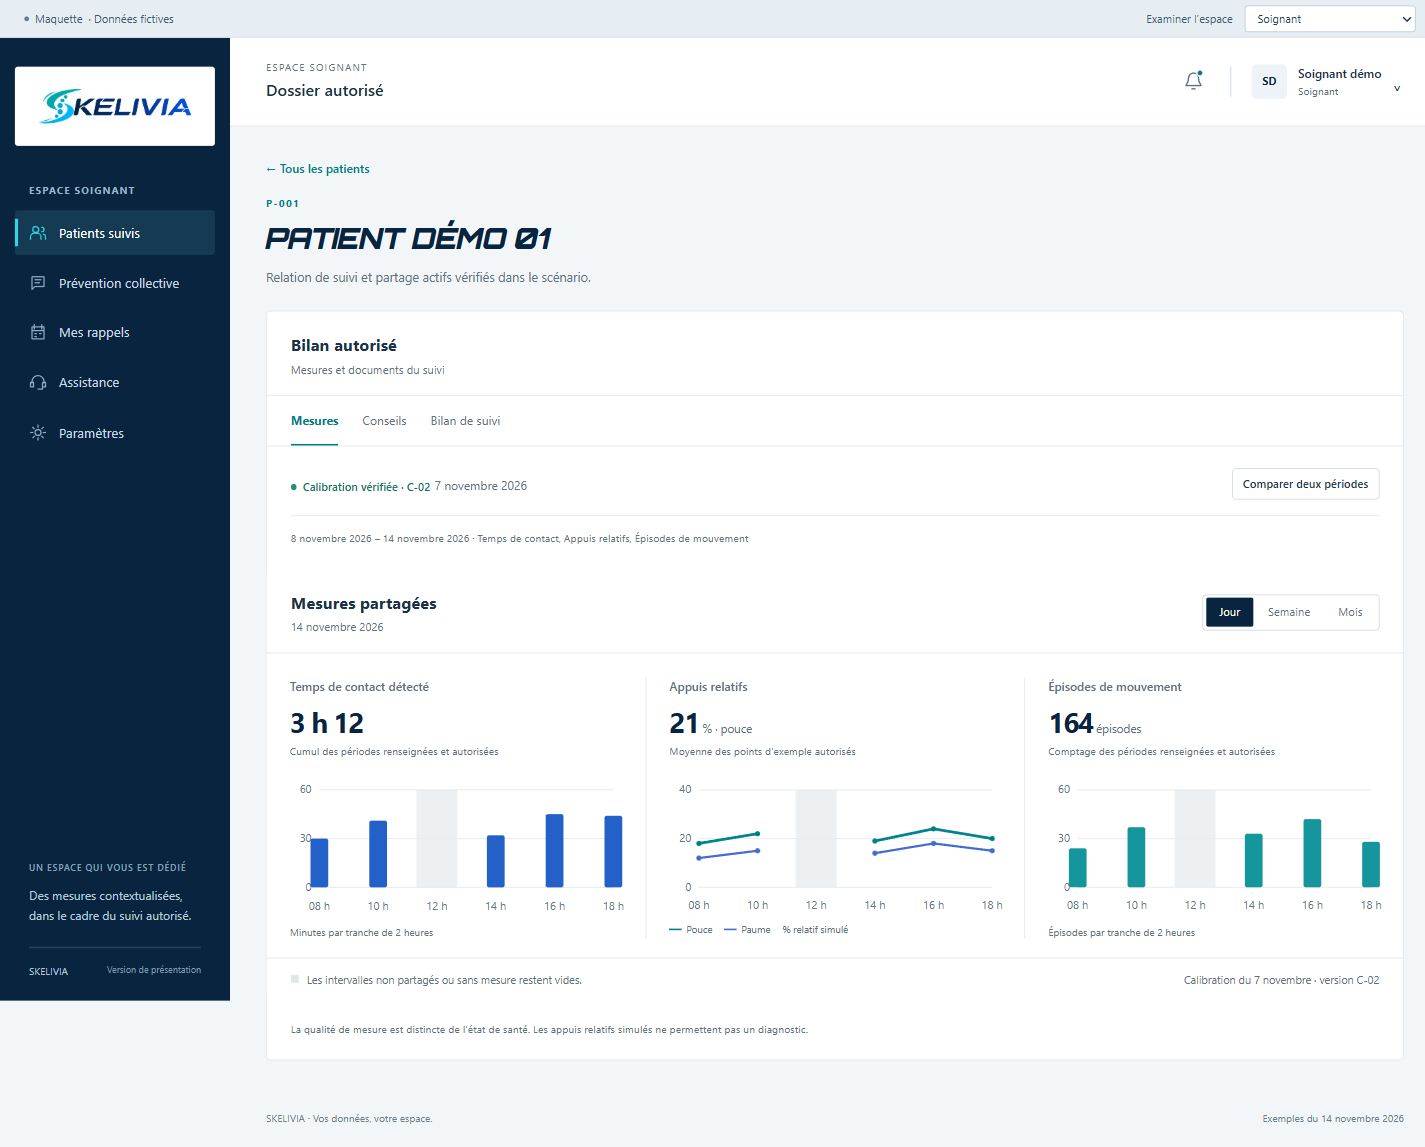 Maquette · Données fictives
Examiner l'espace
Soignant
SKELIVIA
ESPACE SOIGNANT
Patients suivis
Prévention collective
Mes rappels
Assistance
Paramètres
UN ESPACE QUI VOUS EST DÉDIÉ
Des mesures contextualisées,
dans le cadre du suivi autorisé.
SKELIVIA
Version de présentation
ESPACE SOIGNANT
Dossier autorisé
SD
Soignant démo
Soignant
← Tous les patients
P-001
PATIENT DÉMO 01
Relation de suivi et partage actifs vérifiés dans le scénario.
Bilan autorisé
Mesures et documents du suivi
Mesures
Conseils
Bilan de suivi
Calibration vérifiée · C-02 7 novembre 2026
Comparer deux périodes
8 novembre 2026 – 14 novembre 2026 · Temps de contact, Appuis relatifs, Épisodes de mouvement
Mesures partagées
14 novembre 2026
Jour
Semaine
Mois
Temps de contact détecté
3 h 12
Cumul des périodes renseignées et autorisées
60
30
0
08 h 10 h 12 h 14 h 16 h 18 h
Minutes par tranche de 2 heures
Appuis relatifs
21 % · pouce
Moyenne des points d'exemple autorisés
40
20
0
08 h 10 h 12 h 14 h 16 h 18 h
Pouce Paume % relatif simulé
Épisodes de mouvement
164 épisodes
Comptage des périodes renseignées et autorisées
60
30
0
08 h 10 h 12 h 14 h 16 h 18 h
Épisodes par tranche de 2 heures
Les intervalles non partagés ou sans mesure restent vides.
Calibration du 7 novembre · version C-02
La qualité de mesure est distincte de l'état de santé. Les appuis relatifs simulés ne permettent pas un diagnostic.
SKELIVIA · Vos données, votre espace.
Exemples du 14 novembre 2026